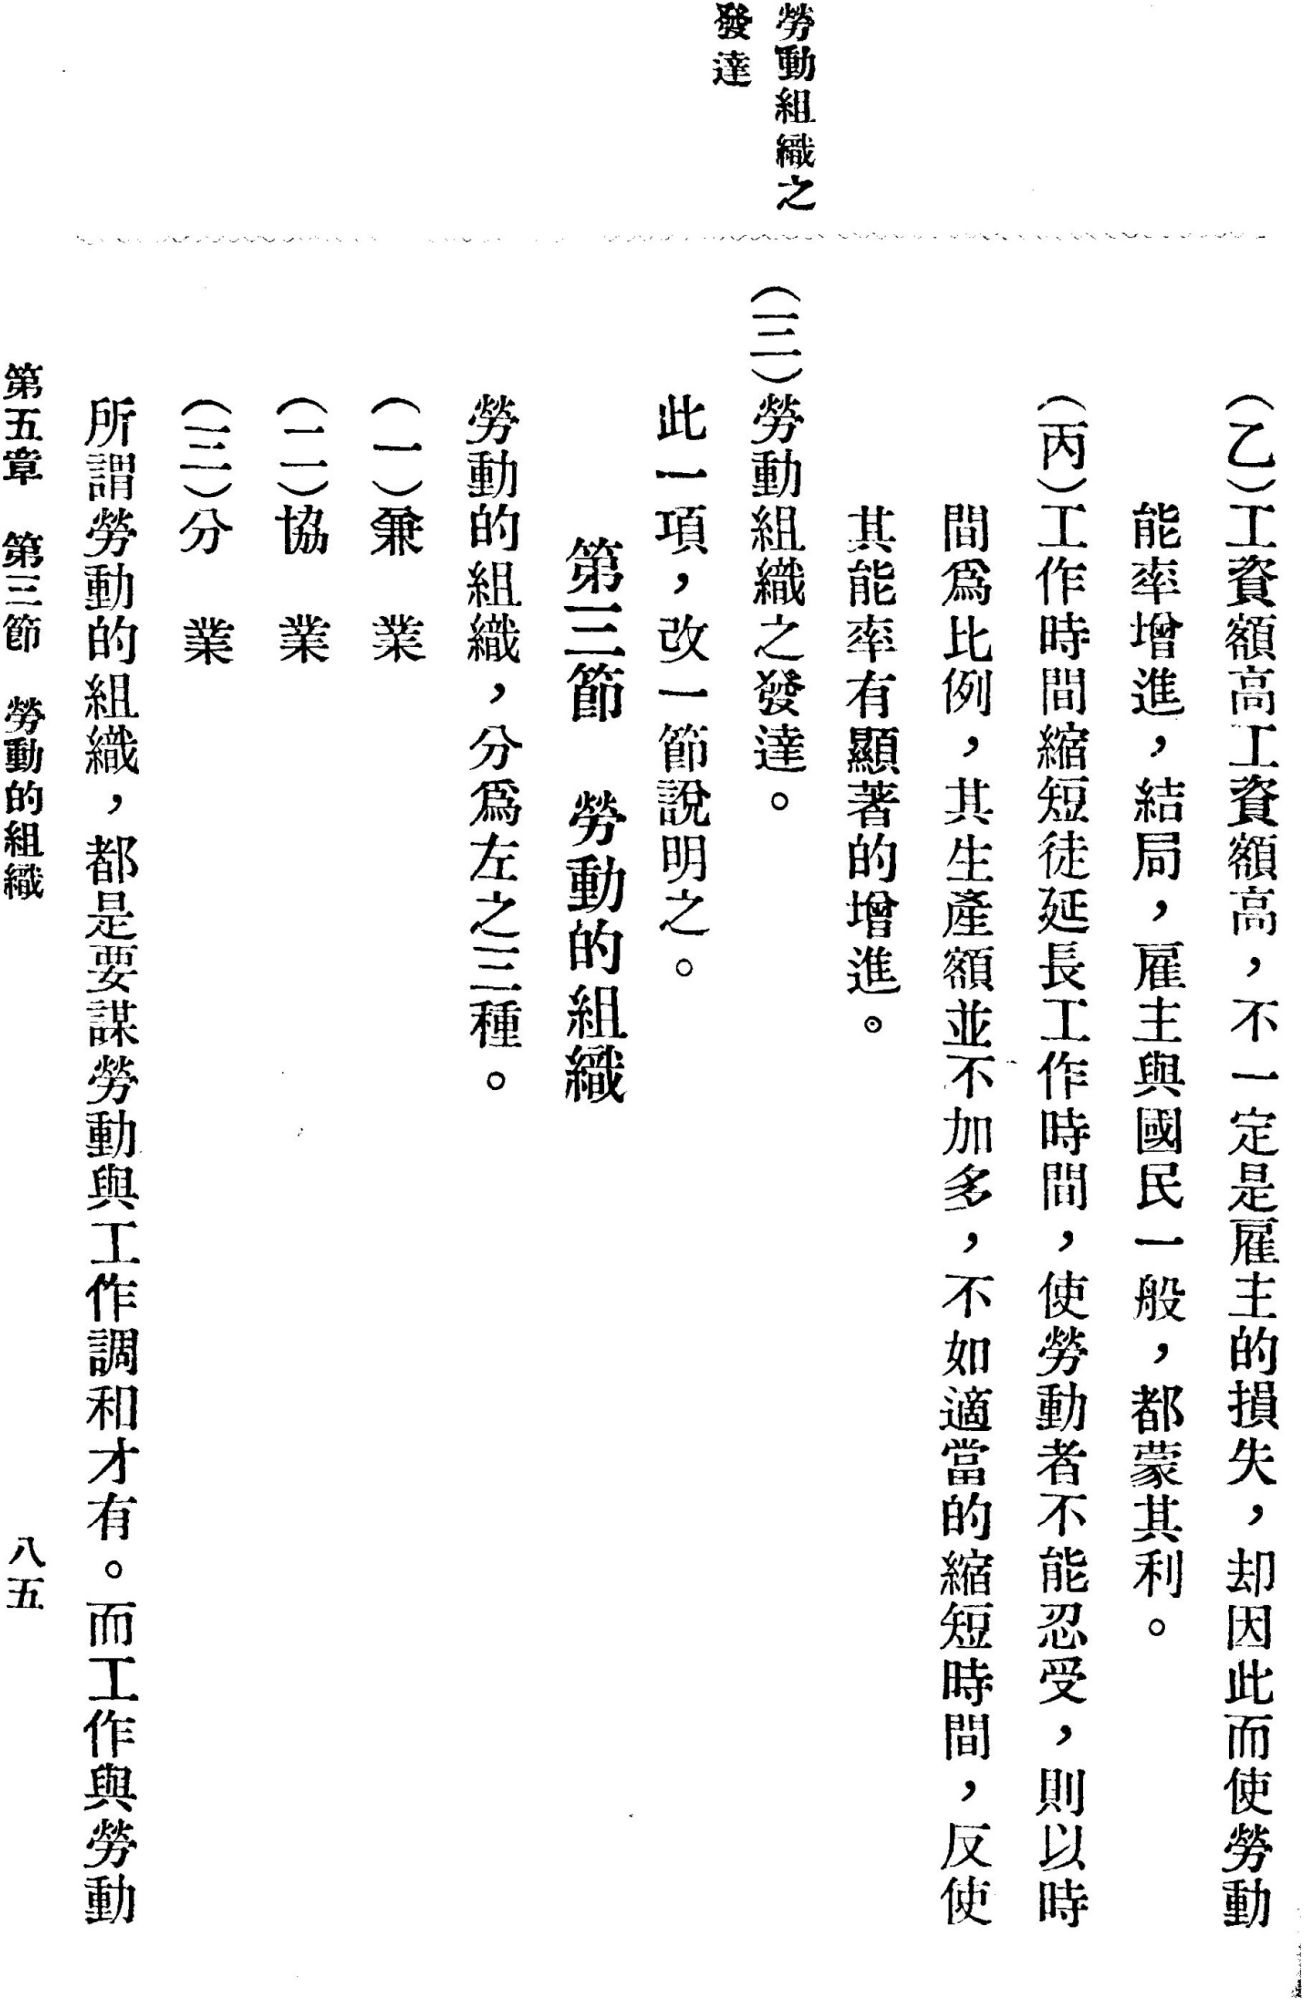 勞動組織之
發達
(乙)工資額高工資額高，不一定是雇主的損失，却因此而使勞動
能率增進，結局，雇主與國民一般，都蒙其利。
(丙)工作時間縮短徒延長工作時間，使勞動者不能忍受，則以時
間爲比例，其生產額並不加多，不如適當的縮短時間，反使
其能率有顯著的增進。
(三)勞動組織之發達。
此一項，改一節說明之。
第三節　勞動的組織
勞動的組織，分爲左之三種。
(一)兼　業
(二)協　業
(三)分　業
所謂勞動的組織，都是要謀勞動與工作調和才有。而工作與勞動
第五章　第三節　勞動的組織　八五